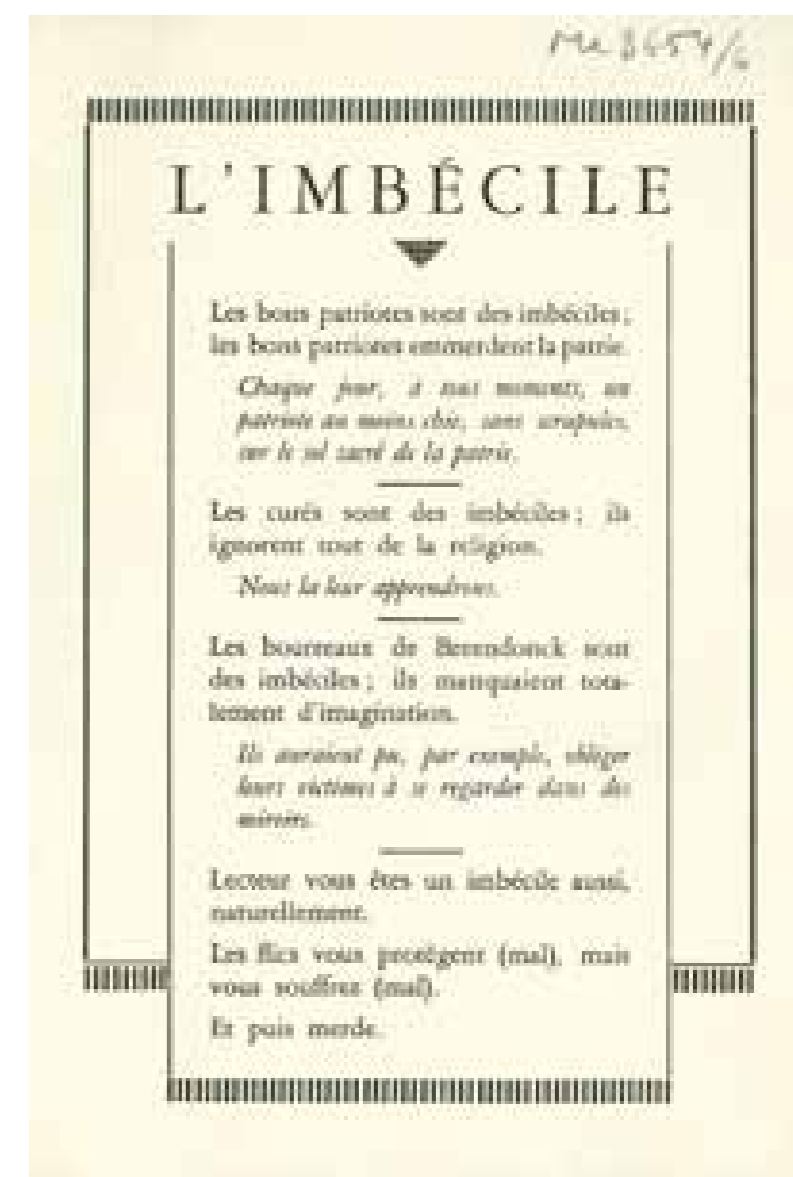 L'IMBÉCILE
Les bons patriotes sont des imbéciles ;
les bons patriotes emmerdent la patrie.
Chaque jour, à tous moments, un
patriote au moins chie, sans scrupules,
sur le sol sacré de la patrie.
Les curés sont des imbéciles ; ils
ignorent tout de la religion.
Nous la leur apprendrons.
Les bourreaux de Breendonck sont
des imbéciles ; ils manquaient tota-
lement d'imagination.
Ils auraient pu, par exemple, obliger
leurs victimes à se regarder dans des
miroirs.
Lecteur vous êtes un imbécile aussi,
naturellement.
Les flics vous protègent (mal), mais
vous souffrez (mal).
Et puis merde.